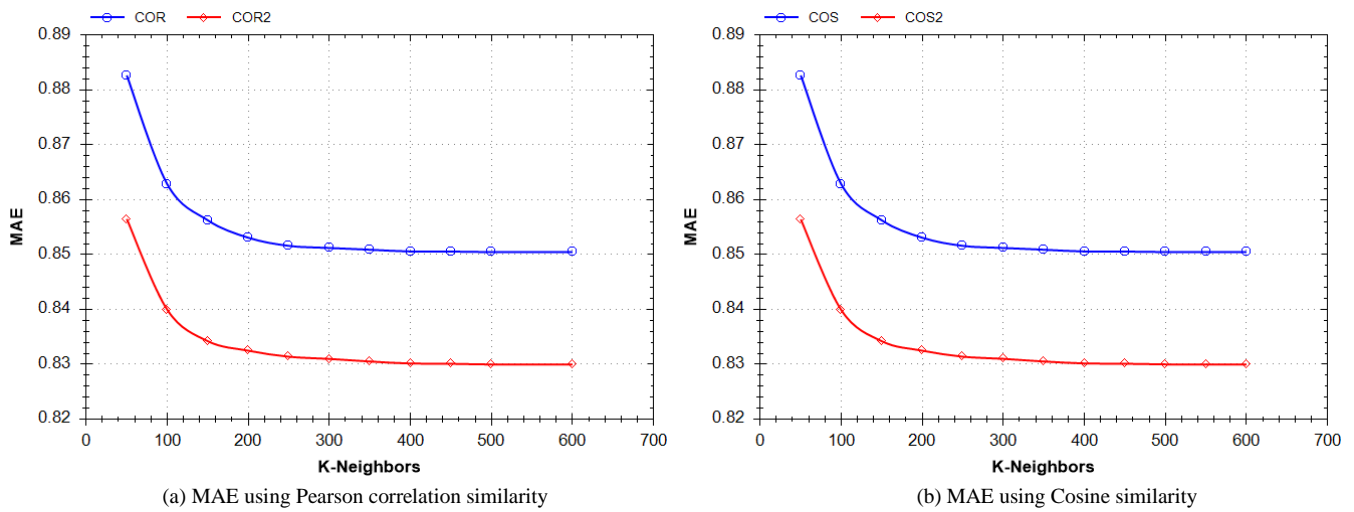 COR COR2
0.89
0.88
0.87
0.86
0.85
0.84
0.83
0.82
MAE
0 100 200 300 400 500 600 700
K-Neighbors
(a) MAE using Pearson correlation similarity
COS COS2
0.89
0.88
0.87
0.86
0.85
0.84
0.83
0.82
MAE
0 100 200 300 400 500 600 700
K-Neighbors
(b) MAE using Cosine similarity